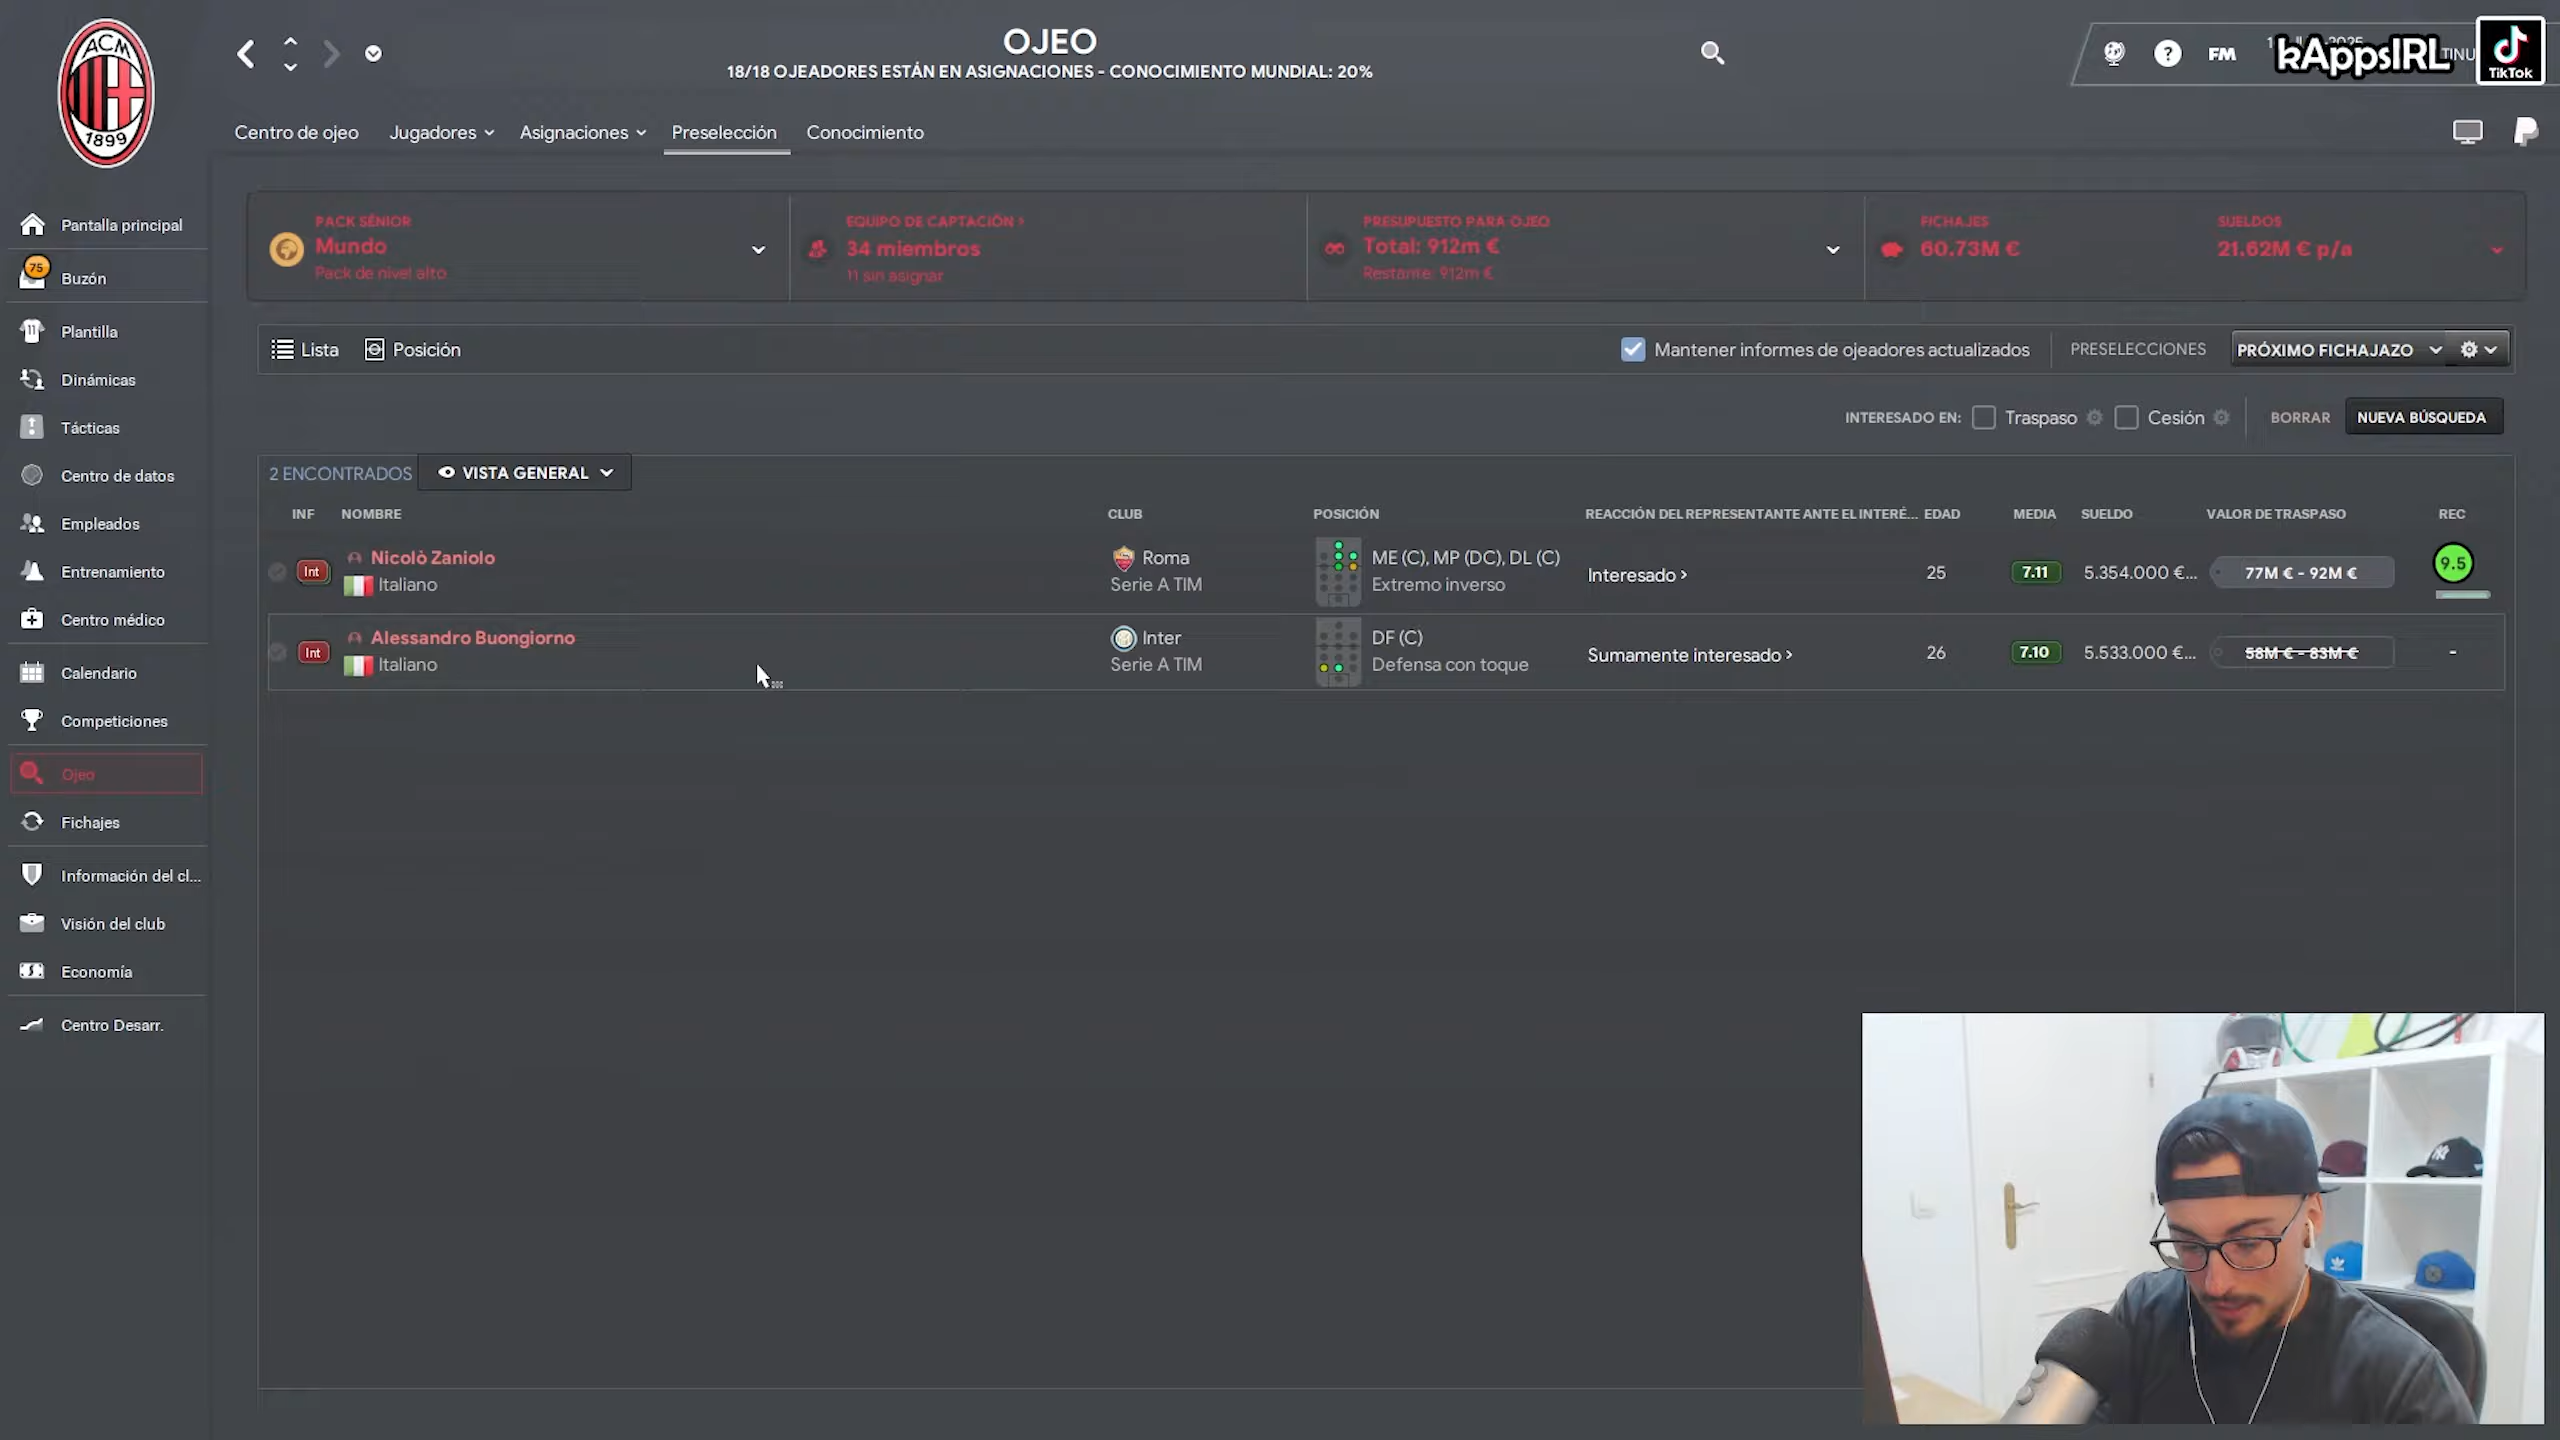 ACM
1899
OJEO
18/18 OJEADORES ESTÁN EN ASIGNACIONES - CONOCIMIENTO MUNDIAL: 20%
FM
kAppsIRL
TikTok
Centro de ojeo
Jugadores
Asignaciones
Preselección
Conocimiento
Pantalla principal
75
Buzón
Plantilla
Dinámicas
Tácticas
Centro de datos
Empleados
Entrenamiento
Centro médico
Calendario
Competiciones
Ojeo
Fichajes
Información del cl...
Visión del club
Economía
Centro Desarr.
PACK SÉNIOR
Mundo
Pack de nivel alto
EQUIPO DE CAPTACIÓN >
34 miembros
11 sin asignar
PRESUPUESTO PARA OJEO
Total: 912m €
Restante: 912m €
FICHAJES
60.73M €
SUELDOS
21.62M € p/a
Lista
Posición
Mantener informes de ojeadores actualizados
PRESELECCIONES
PRÓXIMO FICHAJAZO
INTERESADO EN:
Traspaso
Cesión
BORRAR
NUEVA BÚSQUEDA
2 ENCONTRADOS
VISTA GENERAL
INF NOMBRE CLUB POSICIÓN REACCIÓN DEL REPRESENTANTE ANTE EL INTERÉ... EDAD MEDIA SUELDO VALOR DE TRASPASO REC
Int Nicolò Zaniolo Roma ME (C), MP (DC), DL (C) Interesado > 25 7.11 5.354.000 €... 77M € - 92M € 9.5
Italiano Serie A TIM Extremo inverso
Int Alessandro Buongiorno Inter DF (C) Sumamente interesado > 26 7.10 5.533.000 €... 58M € - 83M € -
Italiano Serie A TIM Defensa con toque